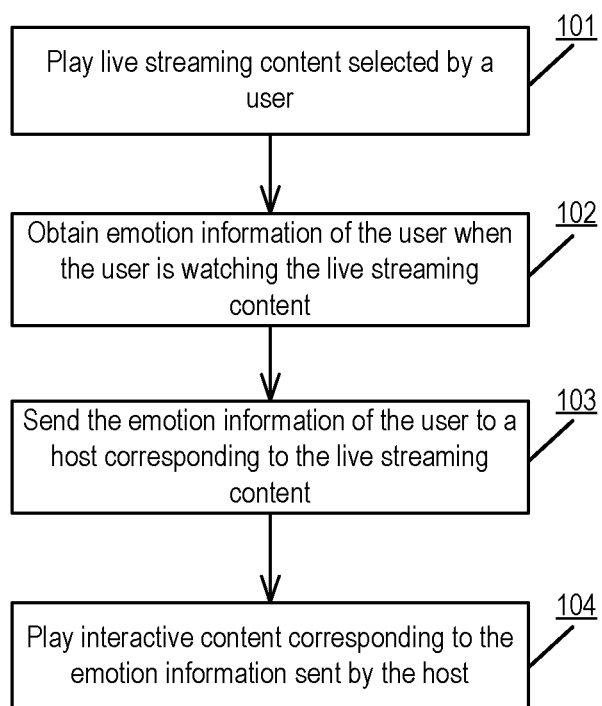 101
Play live streaming content selected by a
user
102
Obtain emotion information of the user when
the user is watching the live streaming
content
103
Send the emotion information of the user to a
host corresponding to the live streaming
content
104
Play interactive content corresponding to the
emotion information sent by the host